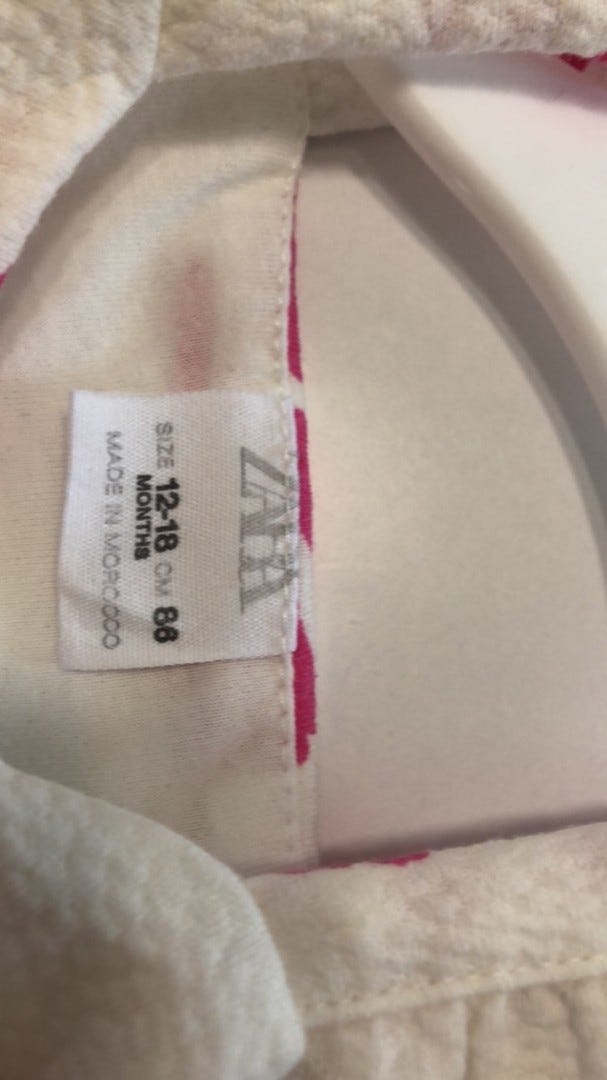 ZARA
SIZE 12-18 CM 86
MONTHS
MADE IN MOROCCO